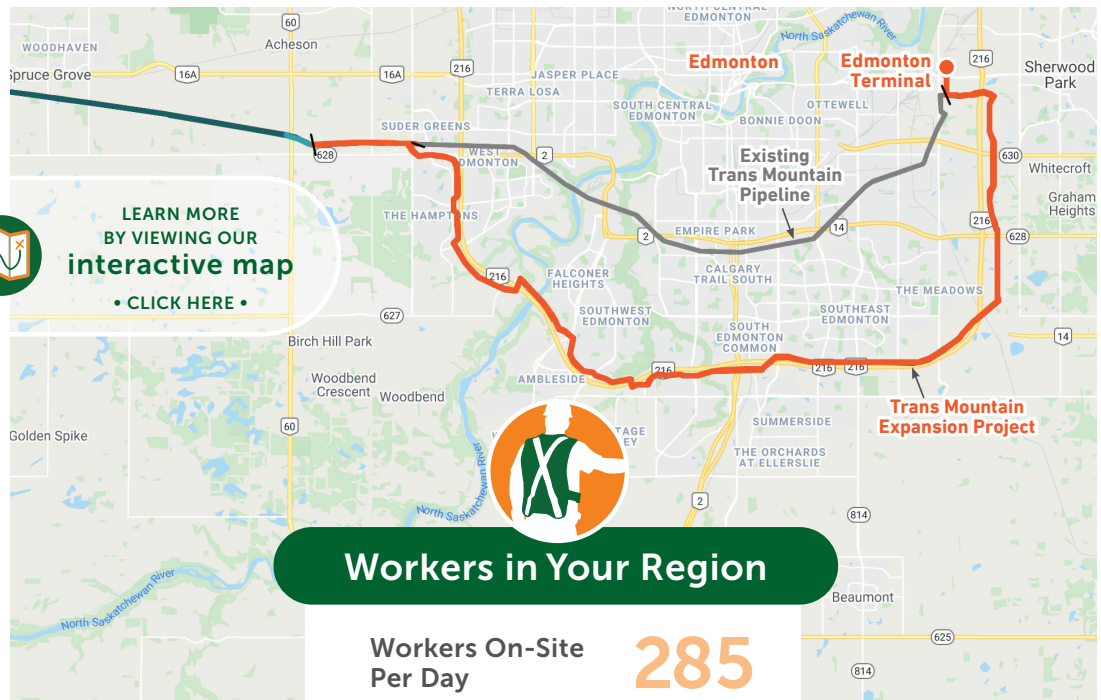 NORTH CENTRAL
EDMONTON
60
Acheson
WOODHAVEN
North Saskatchewan River
Spruce Grove
16A
16A
216
Edmonton
Edmonton
Terminal
216
Sherwood
Park
JASPER PLACE
TERRA LOSA
SOUTH CENTRAL
EDMONTON
OTTEWELL
BONNIE DOON
SUDER GREENS
628
WEST
EDMONTON
2
Existing
Trans Mountain
Pipeline
630
Whitecroft
Graham
Heights
LEARN MORE
BY VIEWING OUR
interactive map
• CLICK HERE •
THE HAMPTONS
216
2
EMPIRE PARK
14
628
216
FALCONER
HEIGHTS
CALGARY
TRAIL SOUTH
THE MEADOWS
627
SOUTHWEST
EDMONTON
SOUTHEAST
EDMONTON
SOUTH
EDMONTON
COMMON
14
Birch Hill Park
Woodbend
Crescent
Woodbend
AMBLESIDE
216
216
216
Trans Mountain
Expansion Project
60
Golden Spike
SUMMERSIDE
THE ORCHARDS
AT ELLERSLIE
North Saskatchewan River
2
814
Workers in Your Region
North Saskatchewan River
Beaumont
625
Workers On-Site
Per Day
285
814